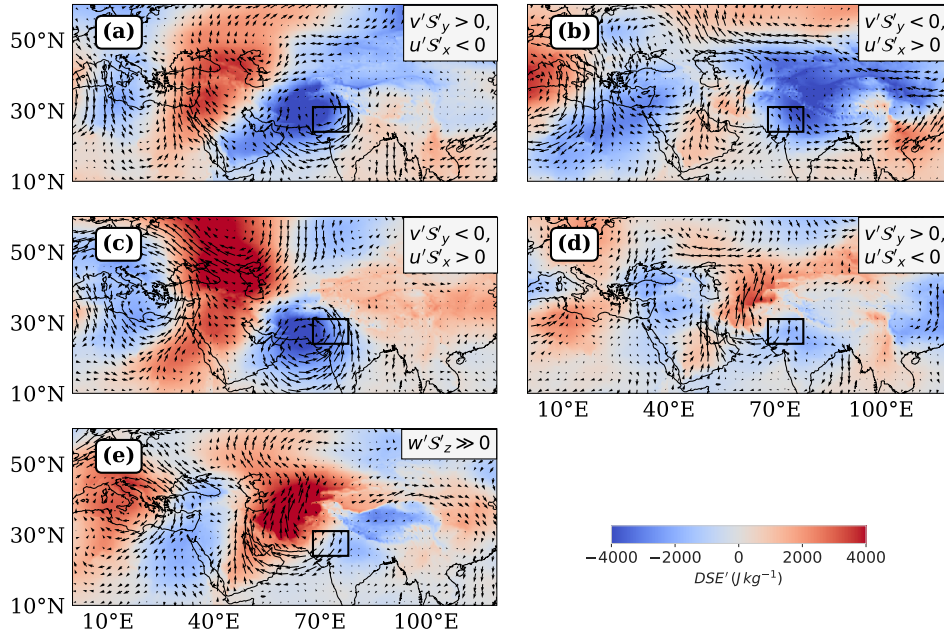 (a)
v′S′y > 0,
u′S′x < 0
(b)
v′S′y > 0,
u′S′x > 0
50°N
30°N
10°N
(c)
v′S′y < 0,
u′S′x > 0
(d)
v′S′y > 0,
u′S′x < 0
50°N
30°N
10°N
10°E
40°E
70°E
100°E
(e)
w′S′z ≫ 0
50°N
30°N
10°N
10°E
40°E
70°E
100°E
−4000
−2000
0
2000
4000
DSE′ (J kg⁻¹)